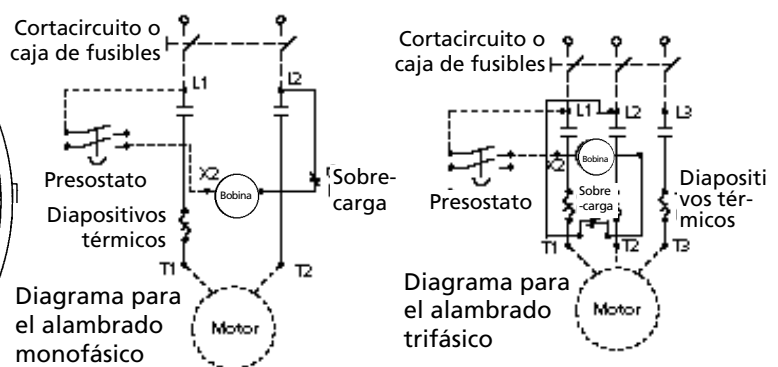 Cortacircuito o
caja de fusibles
L1
L2
X2
Bobina
Presostato
Sobre-
carga
Diapositivos
térmicos
T1
T2
Diagrama para
el alambrado
monofásico
Motor
Cortacircuito o
caja de fusibles
L1
L2
L3
X2
Bobina
Presostato
Sobre
-carga
Diapositi
vos tér-
micos
T1
T2
T3
Diagrama para
el alambrado
trifásico
Motor